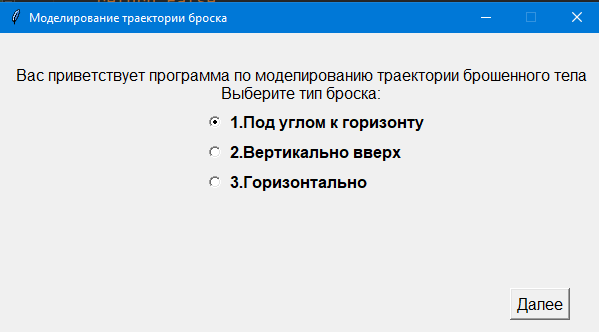 Моделирование траектории броска
Вас приветствует программа по моделированию траектории брошенного тела
Выберите тип броска:
1.Под углом к горизонту
2.Вертикально вверх
3.Горизонтально
Далее